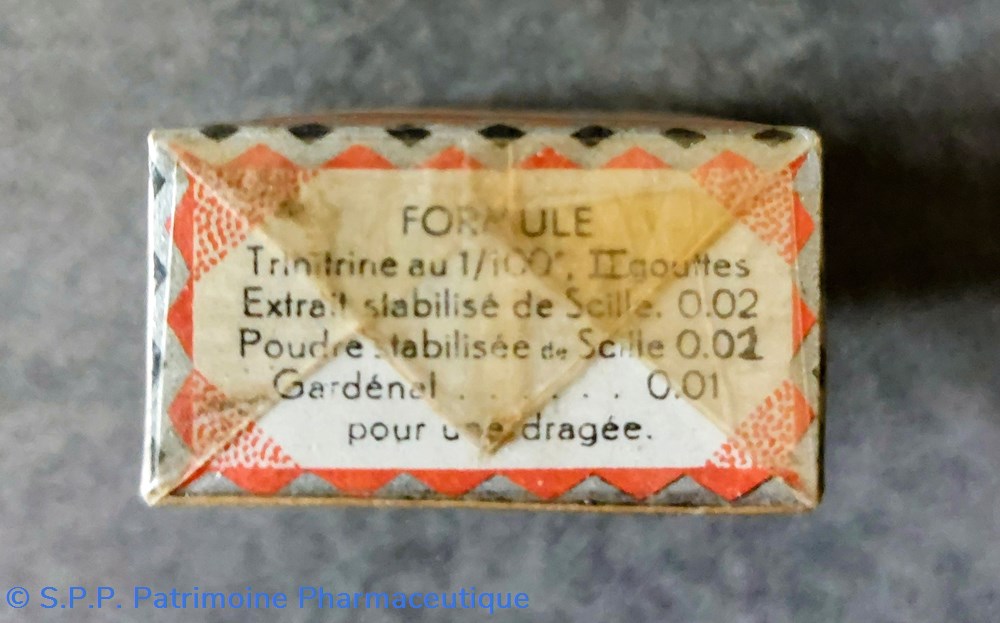 FORMULE
Trinitrine au 1/100°, II gouttes
Extrait stabilisé de Scille. 0.02
Poudre stabilisée de Scille 0.01
Gardénal . . . . . . 0.01
pour une dragée.
© S.P.P. Patrimoine Pharmaceutique